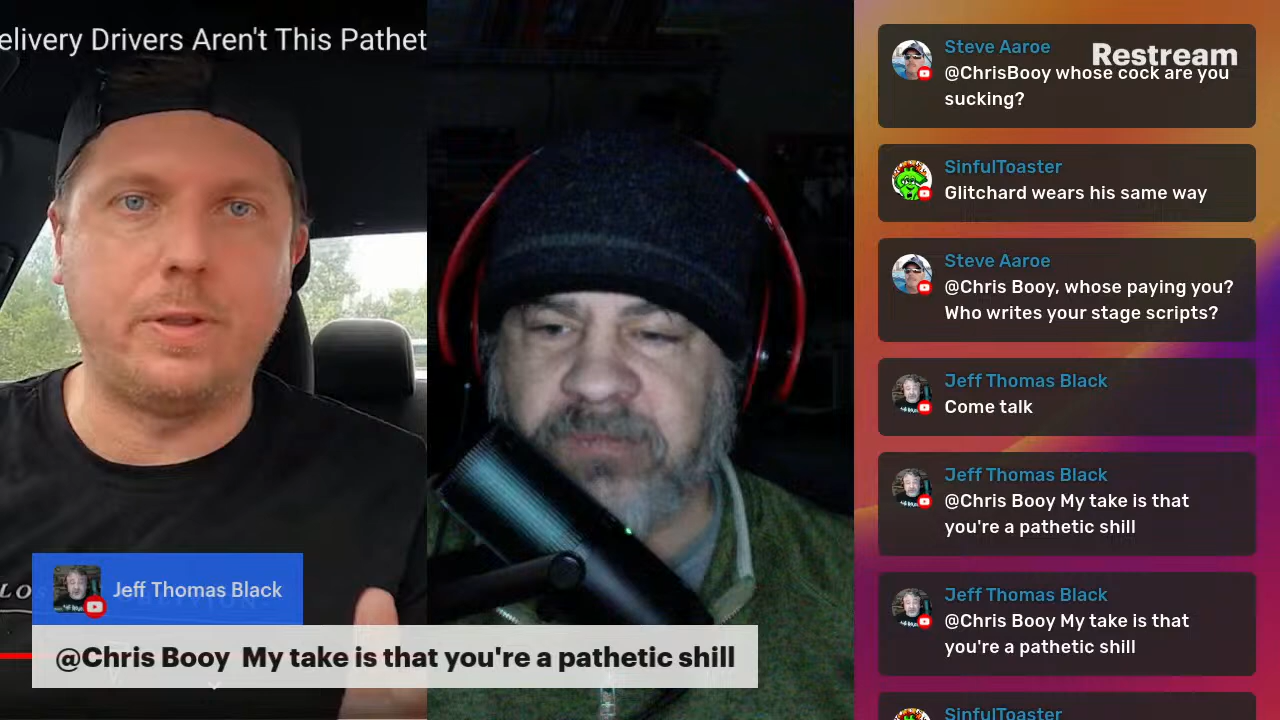 elivery Drivers Aren't This Pathet
Jeff Thomas Black
@Chris Booy My take is that you're a pathetic shill
Restream
Steve Aaroe
@ChrisBooy whose cock are you
sucking?
SinfulToaster
Glitchard wears his same way
Steve Aaroe
@Chris Booy, whose paying you?
Who writes your stage scripts?
Jeff Thomas Black
Come talk
Jeff Thomas Black
@Chris Booy My take is that
you're a pathetic shill
Jeff Thomas Black
@Chris Booy My take is that
you're a pathetic shill
SinfulToaster